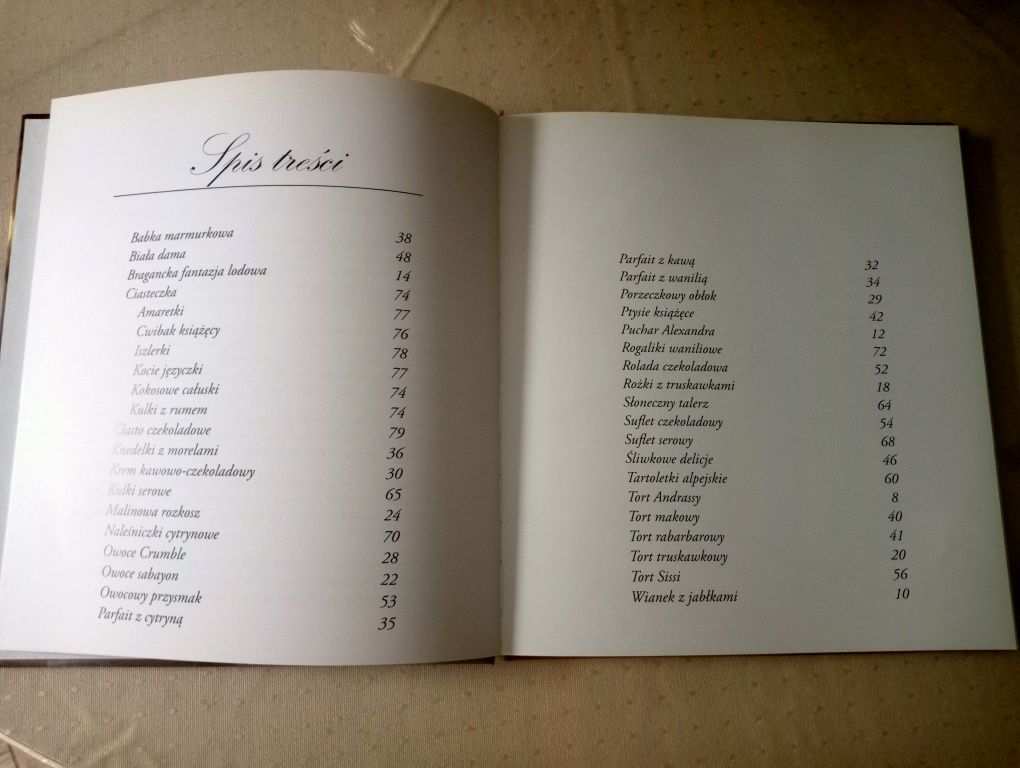 Spis treści
Babka marmurkowa 38
Biała dama 48
Bragancka fantazja lodowa 14
Ciasteczka 74
Amaretki 77
Cwibak książęcy 76
Iszlerki 78
Kocie języczki 77
Kokosowe całuski 74
Kulki z rumem 74
Ciasto czekoladowe 79
Knedelki z morelami 36
Krem kawowo-czekoladowy 30
Kulki serowe 65
Malinowa rozkosz 24
Naleśniczki cytrynowe 70
Owoce Crumble 28
Owoce sabayon 22
Owocowy przysmak 53
Parfait z cytryną 35
Parfait z kawą 32
Parfait z wanilią 34
Porzeczkowy obłok 29
Ptysie książęce 42
Puchar Alexandra 12
Rogaliki waniliowe 72
Rolada czekoladowa 52
Rożki z truskawkami 18
Słoneczny talerz 64
Suflet czekoladowy 54
Suflet serowy 68
Śliwkowe delicje 46
Tartoletki alpejskie 60
Tort Andrassy 8
Tort makowy 40
Tort rabarbarowy 41
Tort truskawkowy 20
Tort Sissi 56
Wianek z jabłkami 10